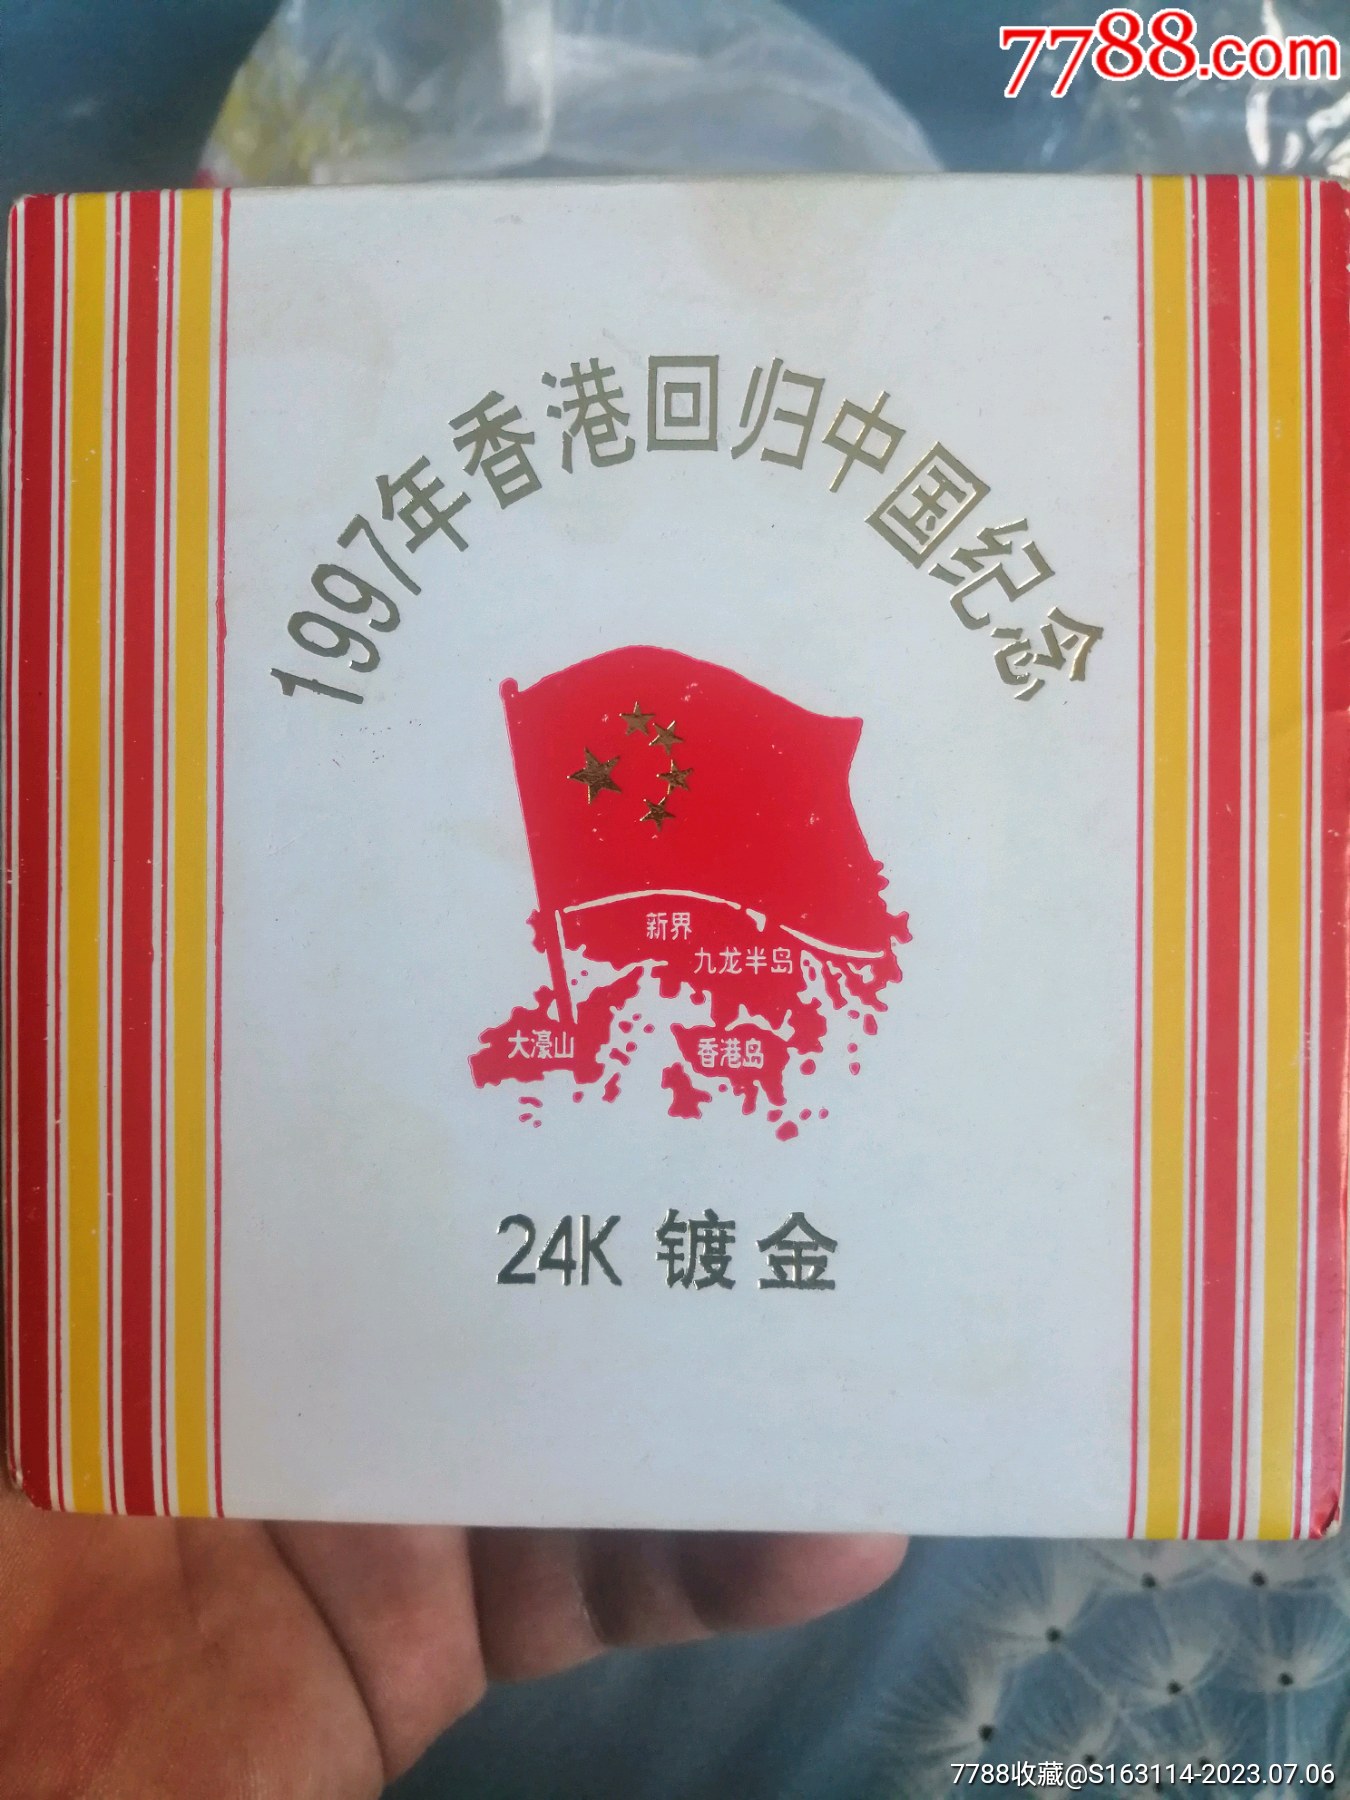 7788.com
1997年香港回归中国纪念
新界
九龙半岛
大濠山
香港岛
24K 镀金
7788收藏@S163114-2023.07.06